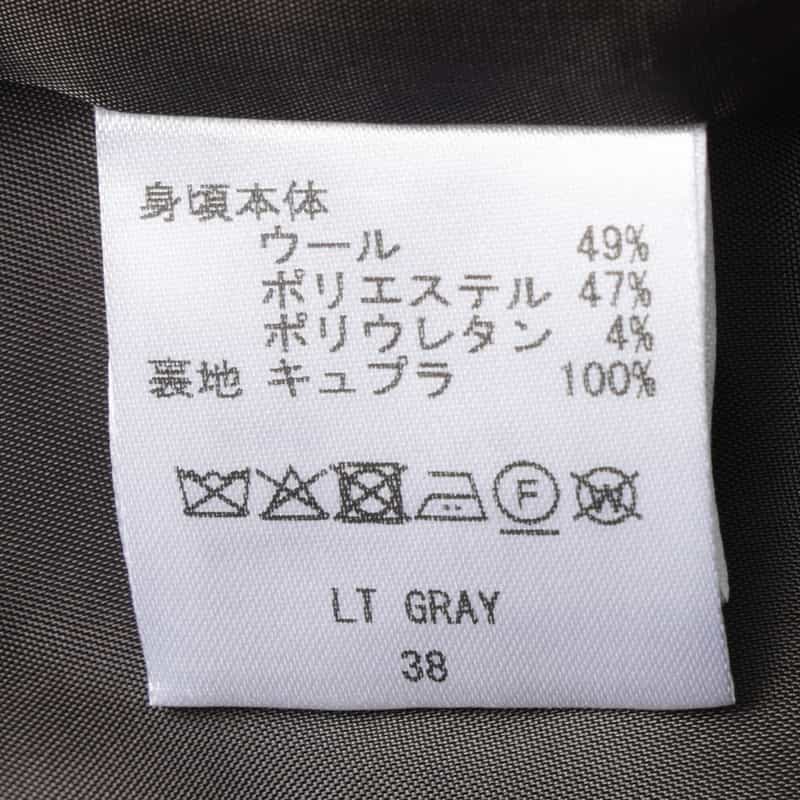 身頃本体
ウール 49%
ポリエステル 47%
ポリウレタン 4%
裏地 キュプラ 100%
F W
LT GRAY
38